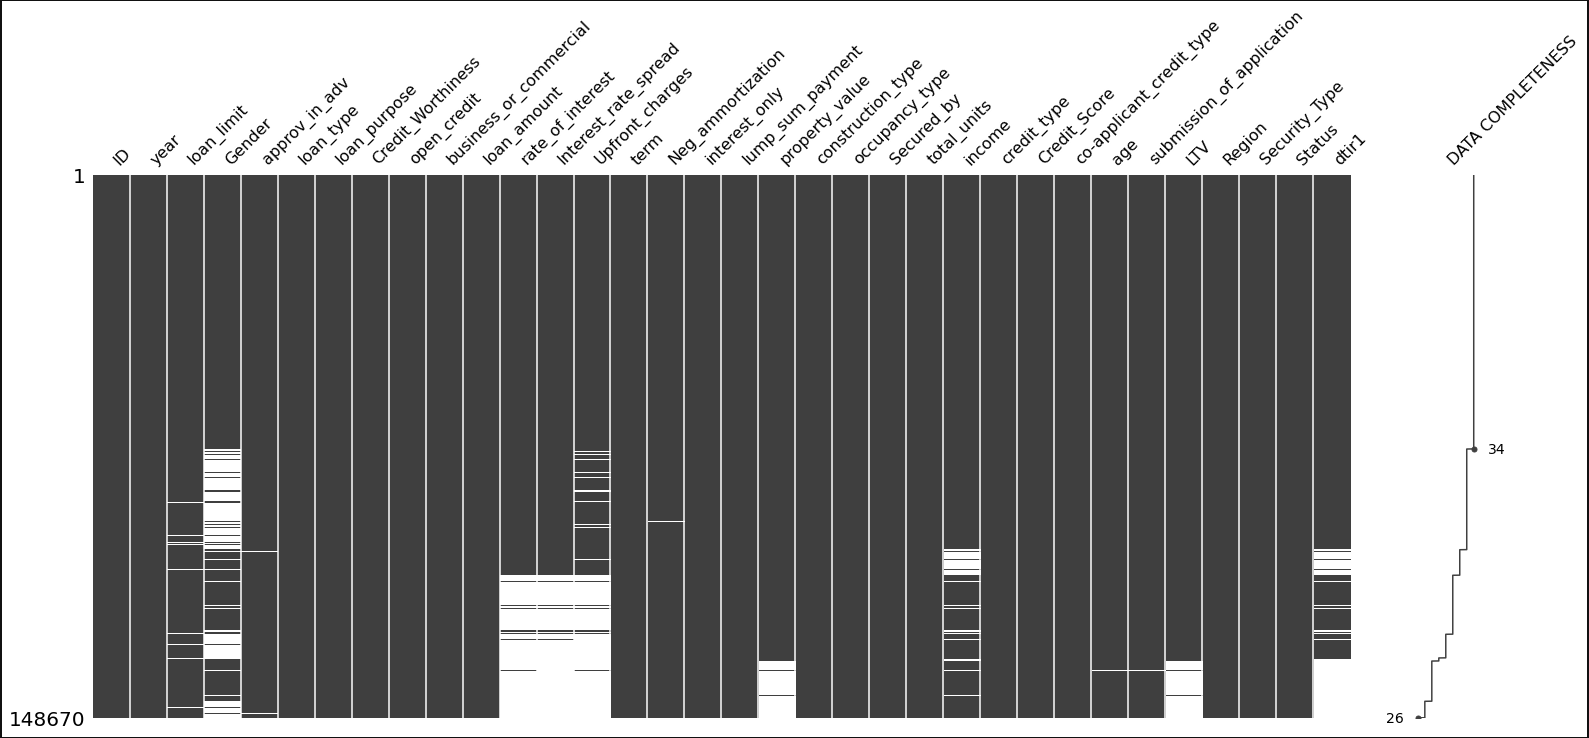 ID
year
loan_limit
Gender
approv_in_adv
loan_type
loan_purpose
Credit_Worthiness
open_credit
business_or_commercial
loan_amount
rate_of_interest
Interest_rate_spread
Upfront_charges
term
Neg_ammortization
interest_only
lump_sum_payment
property_value
construction_type
occupancy_type
Secured_by
total_units
income
credit_type
Credit_Score
co-applicant_credit_type
age
submission_of_application
LTV
Region
Security_Type
Status
dtir1
DATA COMPLETENESS
1
34
148670
26